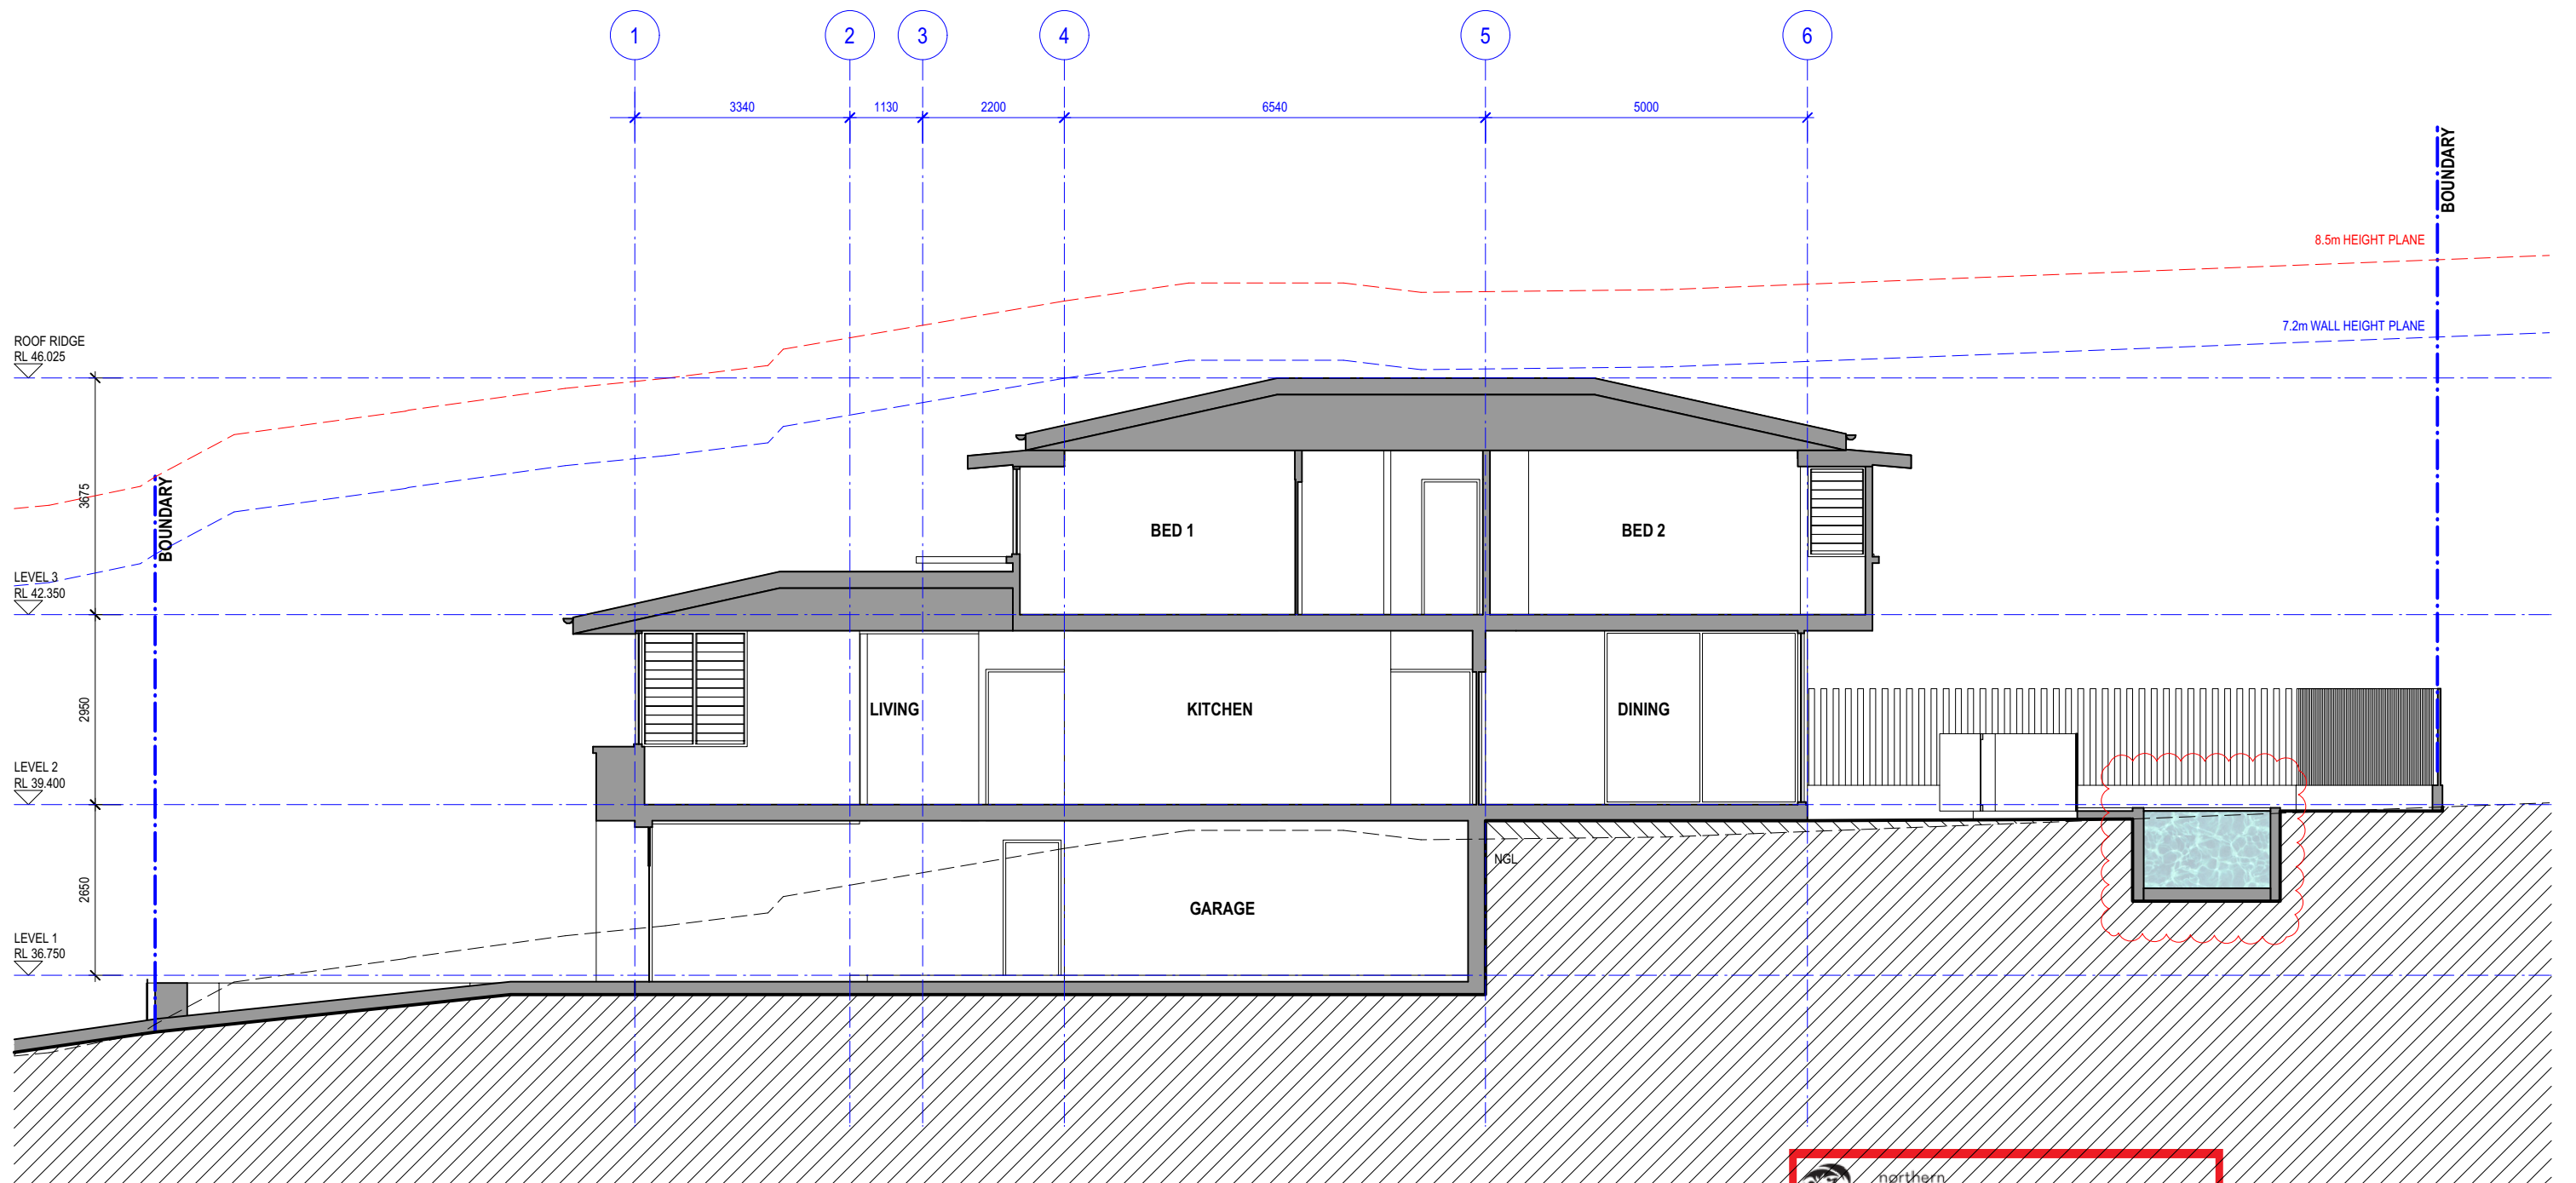 1
2
3
4
5
6
3340
1130
2200
6540
5000
BOUNDARY
8.5m HEIGHT PLANE
7.2m WALL HEIGHT PLANE
ROOF RIDGE
RL 46.025
3675
BOUNDARY
BED 1
BED 2
LEVEL 3
RL 42.350
2950
LIVING
KITCHEN
DINING
LEVEL 2
RL 39.400
NGL
2650
GARAGE
LEVEL 1
RL 36.750
northern